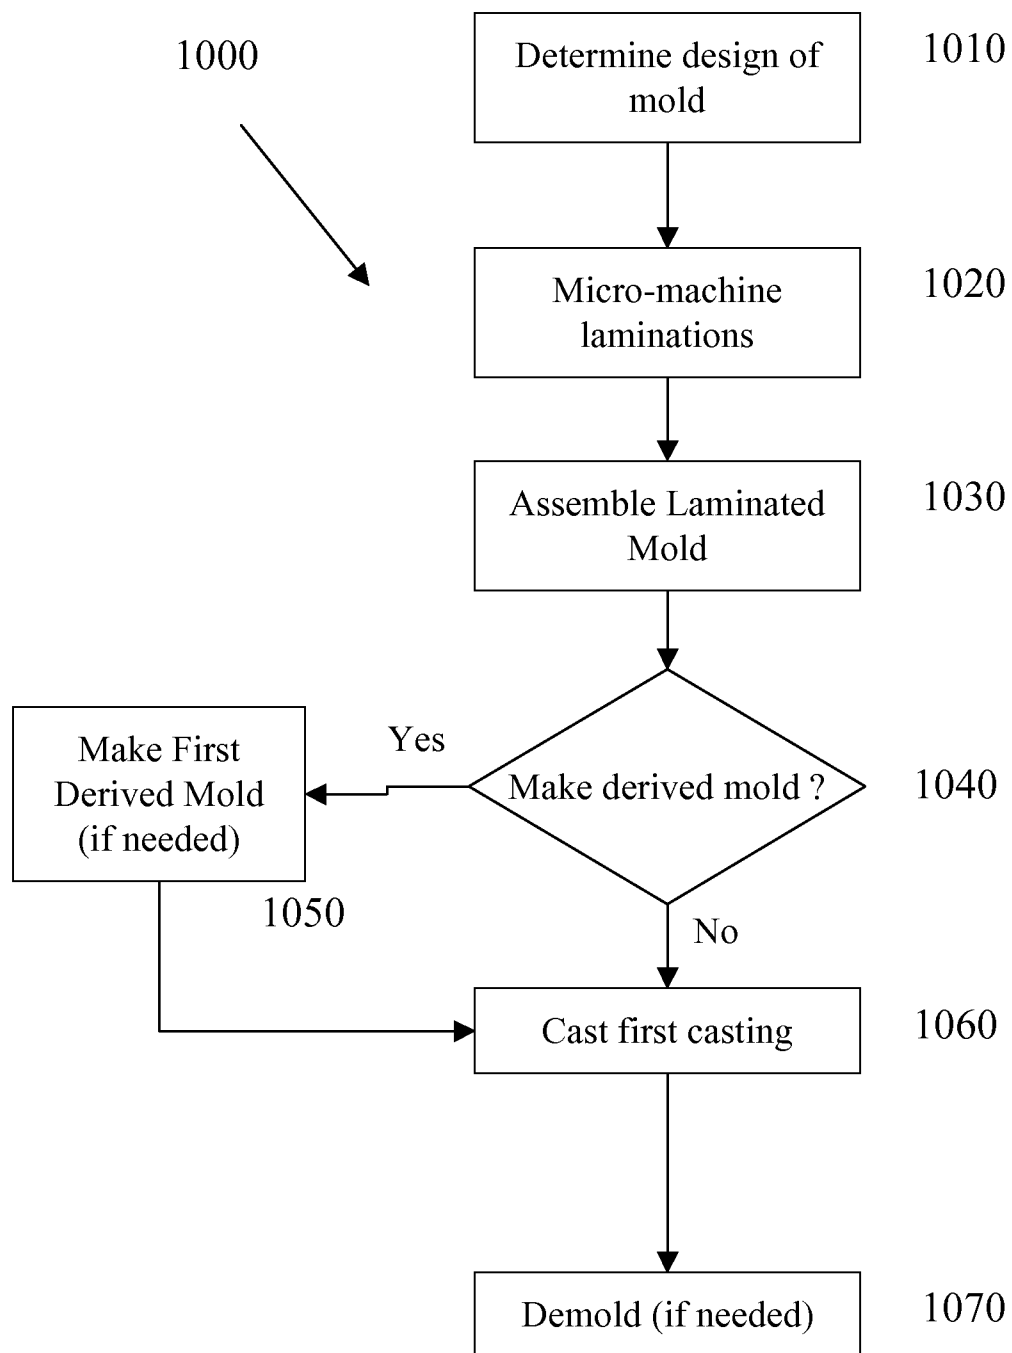 1000
Determine design of
mold
1010
Micro-machine
laminations
1020
Assemble Laminated
Mold
1030
Make derived mold ?
1040
Yes
Make First
Derived Mold
(if needed)
1050
No
Cast first casting
1060
Demold (if needed)
1070